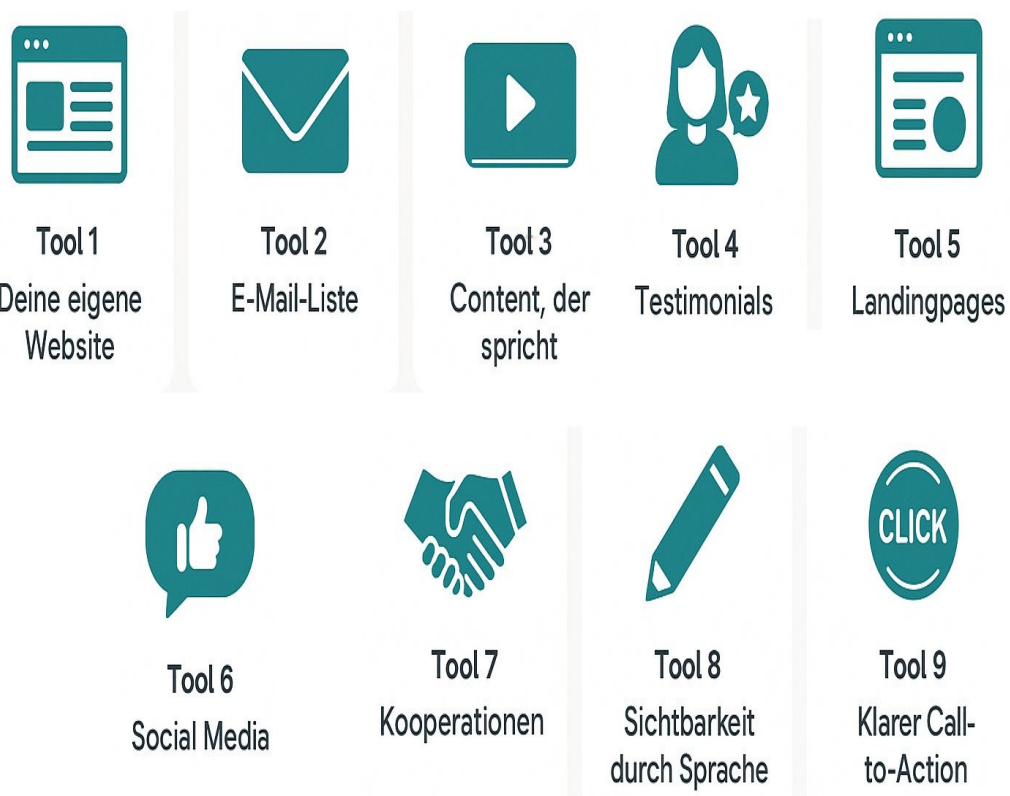 Tool 1
Deine eigene
Website
Tool 2
E-Mail-Liste
Tool 3
Content, der
spricht
Tool 4
Testimonials
Tool 5
Landingpages
Tool 6
Social Media
Tool 7
Kooperationen
Tool 8
Sichtbarkeit
durch Sprache
CLICK
Tool 9
Klarer Call-
to-Action